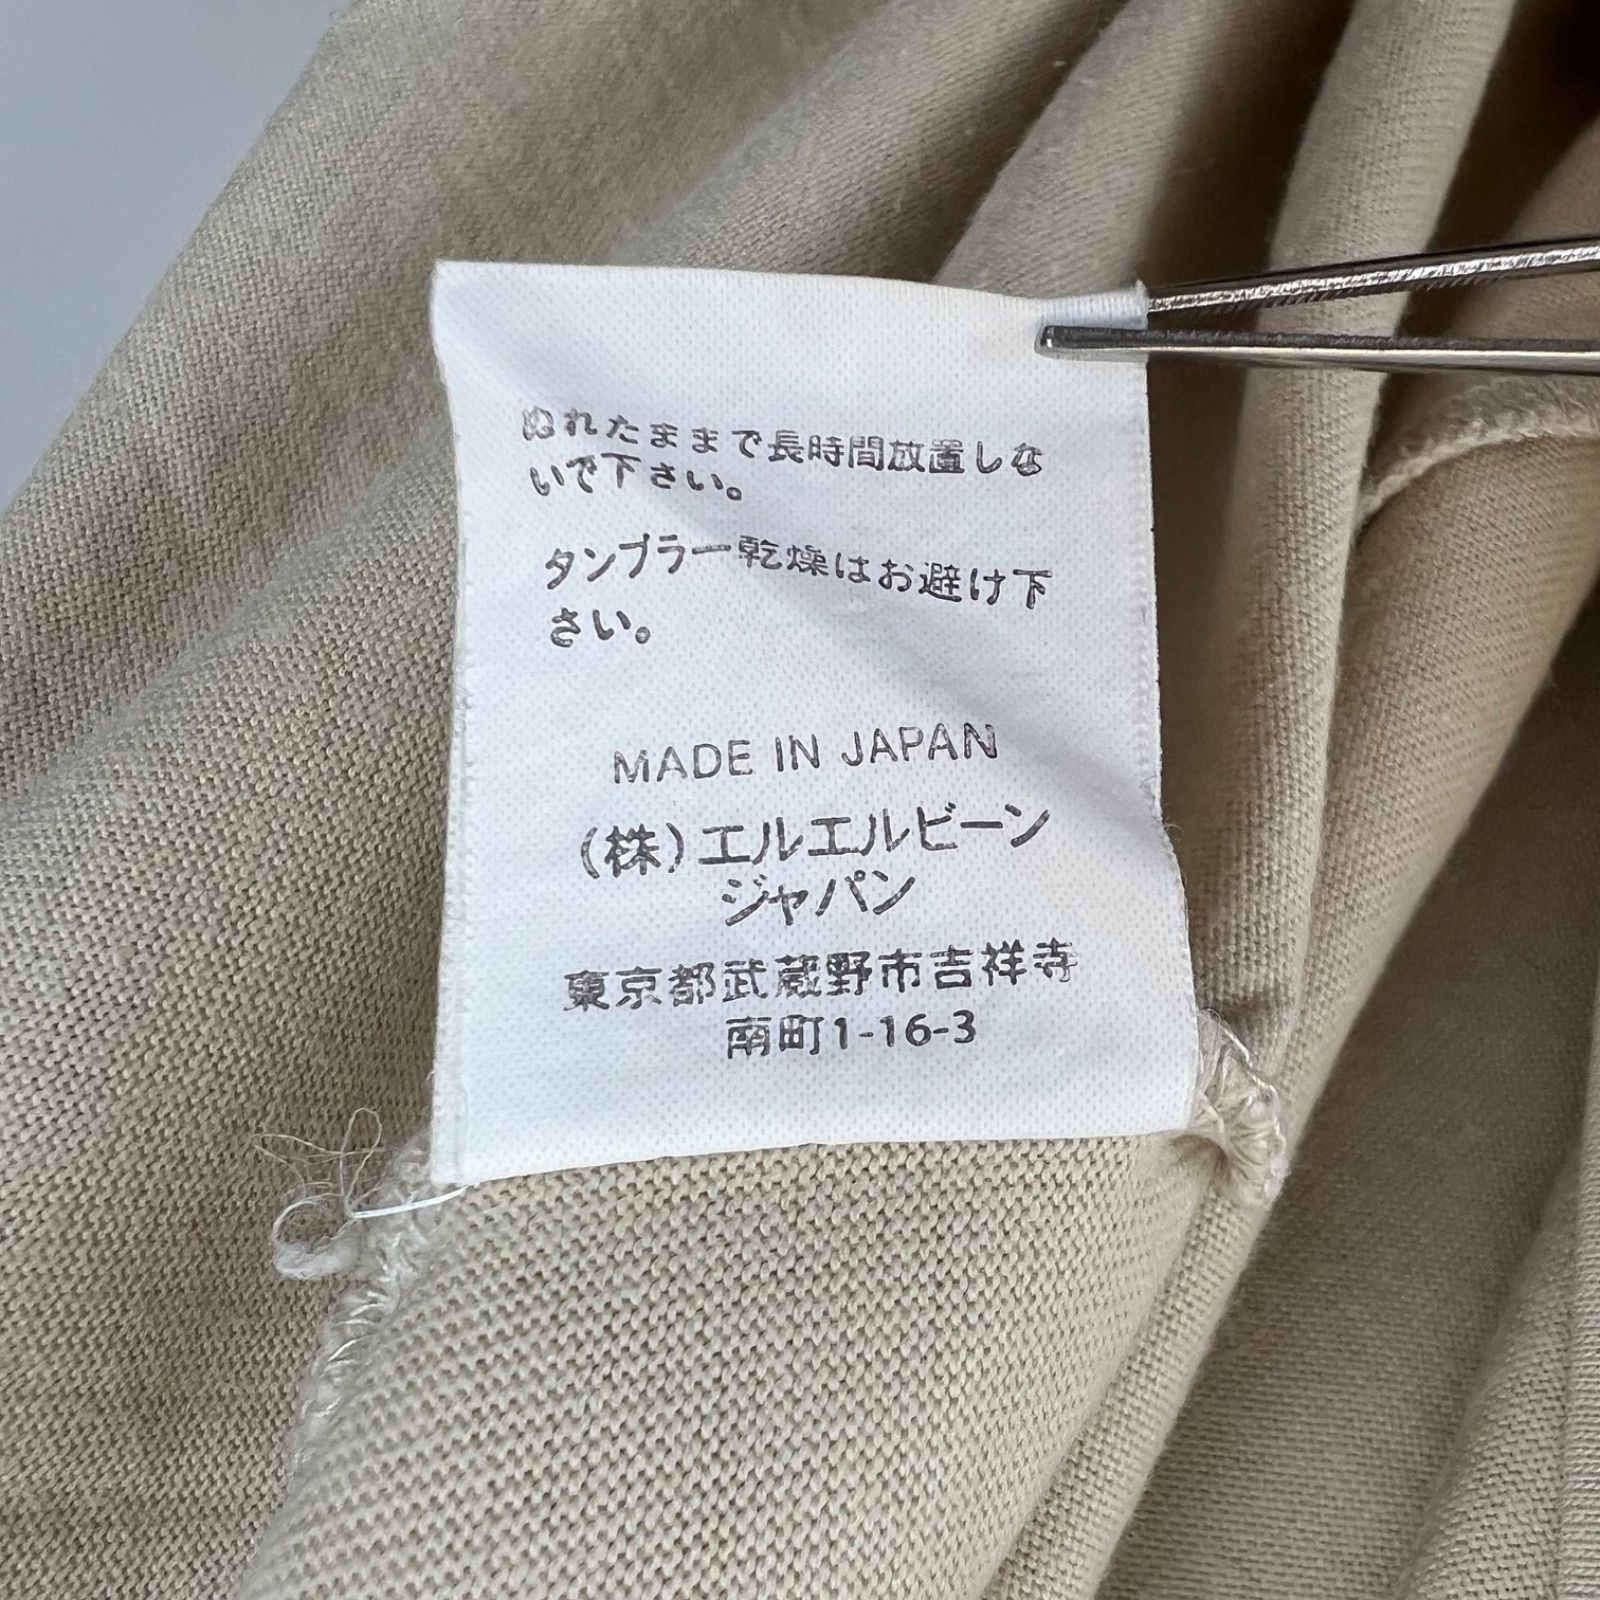 ぬれたままで長時間放置しな
いで下さい。
タンブラー乾燥はお避け下
さい。
MADE IN JAPAN
(株)エルエルビーン
ジャパン
東京都武蔵野市吉祥寺
南町1-16-3